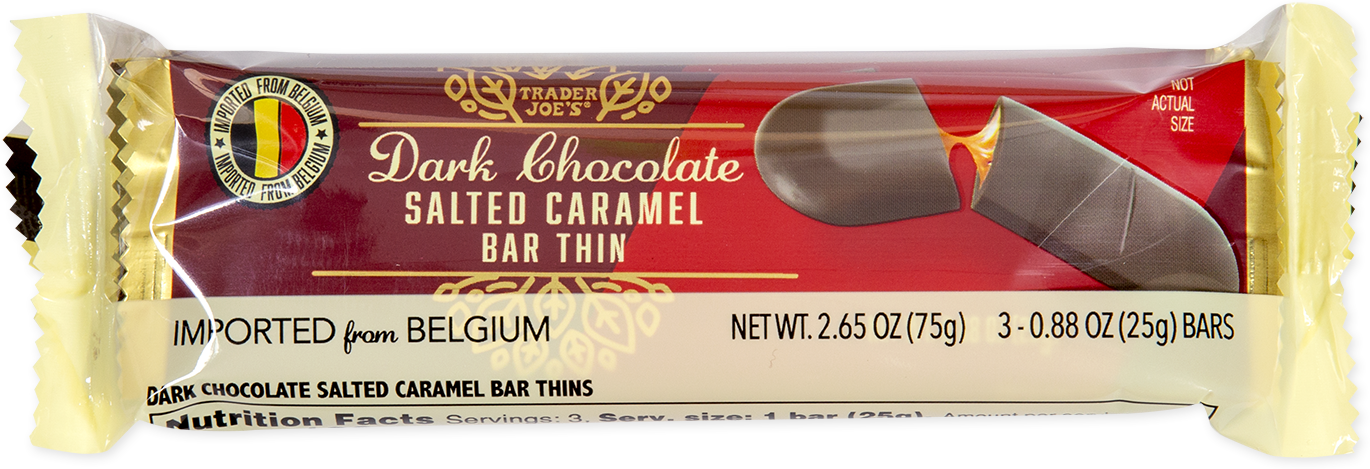 IMPORTED FROM BELGIUM
IMPORTED FROM BELGIUM
TRADER
JOE'S®
Dark Chocolate
SALTED CARAMEL
BAR THIN
NOT
ACTUAL
SIZE
IMPORTED from BELGIUM
NET WT. 2.65 OZ (75g) 3 - 0.88 OZ (25g) BARS
DARK CHOCOLATE SALTED CARAMEL BAR THINS
Nutrition Facts Servings: 3, Serv. size: 1 bar (25g), Amount per